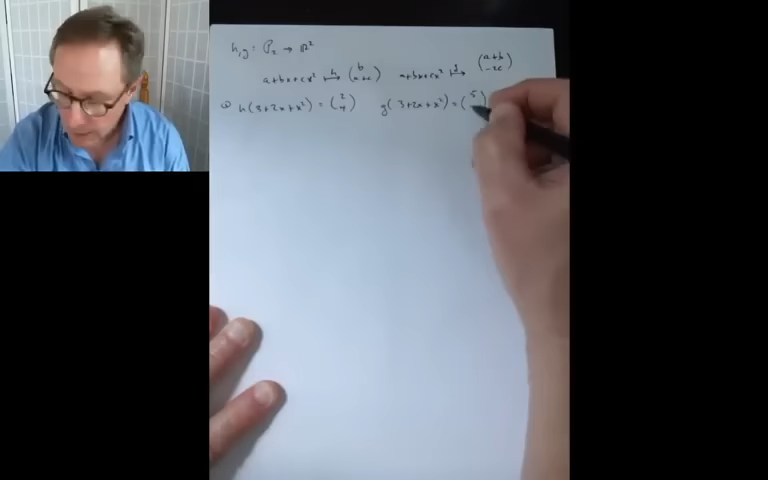 h, g : P₂ → ℝ²
a+bx+cx² ↦ʰ (b / a+c)   a+bx+cx² ↦ᵍ (a+b / -2c)
① h(3+2x+x²) = (2 / 4)   g(3+2x+x²) = (5